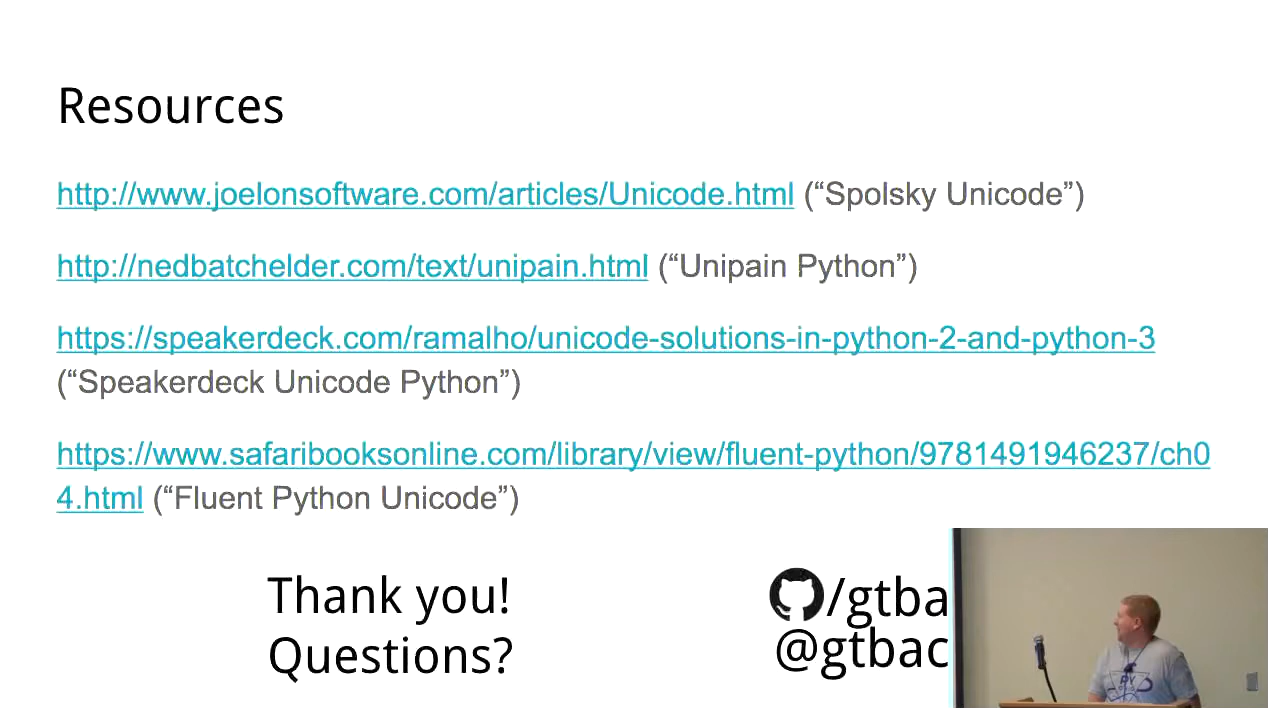 Resources
http://www.joelonsoftware.com/articles/Unicode.html (“Spolsky Unicode”)
http://nedbatchelder.com/text/unipain.html (“Unipain Python”)
https://speakerdeck.com/ramalho/unicode-solutions-in-python-2-and-python-3
(“Speakerdeck Unicode Python”)
https://www.safaribooksonline.com/library/view/fluent-python/9781491946237/ch0
4.html (“Fluent Python Unicode”)
Thank you!
Questions?
/gtba
@gtbac
PY